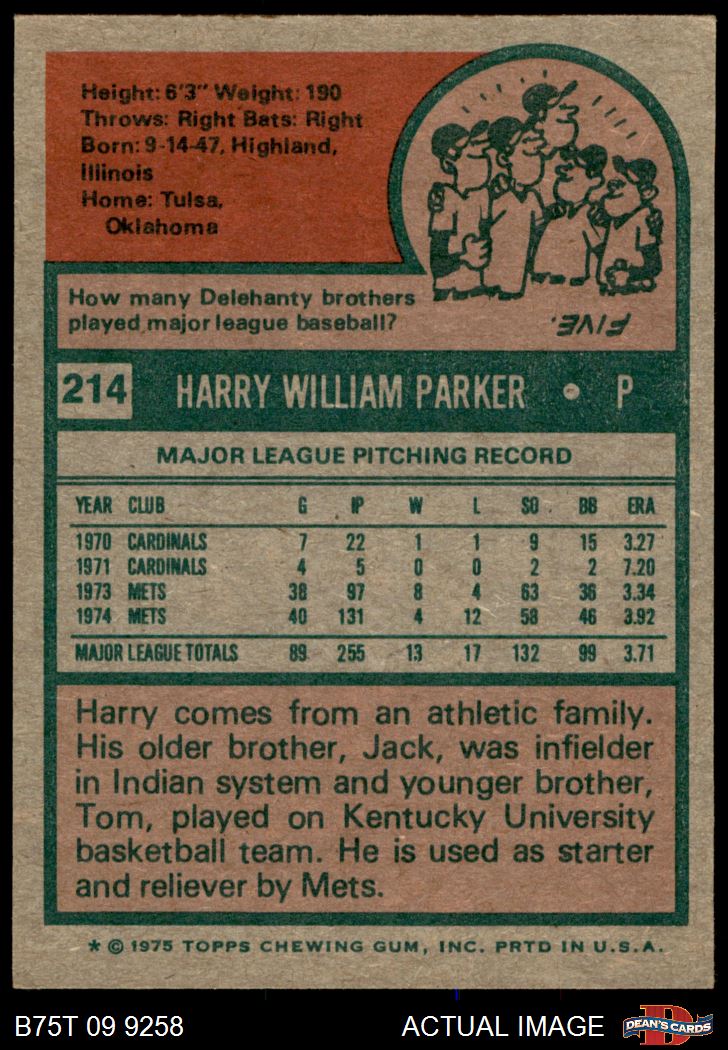 Height: 6'3" Weight: 190
Throws: Right Bats: Right
Born: 9-14-47, Highland,
Illinois
Home: Tulsa,
Oklahoma
How many Delehanty brothers
played major league baseball?
FIVE.
214 HARRY WILLIAM PARKER • P
MAJOR LEAGUE PITCHING RECORD
YEAR CLUB G IP W L SO BB ERA
1970 CARDINALS 7 22 1 1 9 15 3.27
1971 CARDINALS 4 5 0 0 2 2 7.20
1973 METS 38 97 8 4 63 36 3.34
1974 METS 40 131 4 12 58 46 3.92
MAJOR LEAGUE TOTALS 89 255 13 17 132 99 3.71
Harry comes from an athletic family.
His older brother, Jack, was infielder
in Indian system and younger brother,
Tom, played on Kentucky University
basketball team. He is used as starter
and reliever by Mets.
* © 1975 TOPPS CHEWING GUM, INC. PRTD IN U.S.A.
B75T 09 9258 ACTUAL IMAGE D DEAN'S CARDS